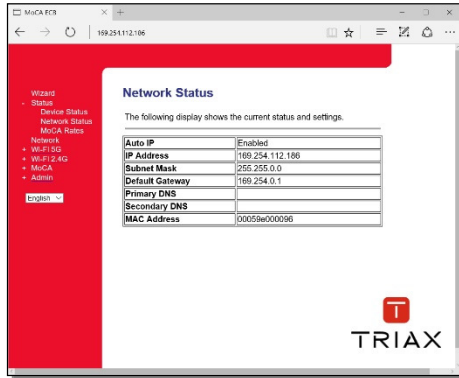 MoCA ECB
169.254.112.186
Wizard
- Status
Device Status
Network Status
MoCA Rates
Network
+ Wi-Fi 5G
+ Wi-Fi 2.4G
+ MoCA
+ Admin
English
Network Status
The following display shows the current status and settings.
Auto IP Enabled
IP Address 169.254.112.186
Subnet Mask 255.255.0.0
Default Gateway 169.254.0.1
Primary DNS
Secondary DNS
MAC Address 00059e000096
T
TRIAX